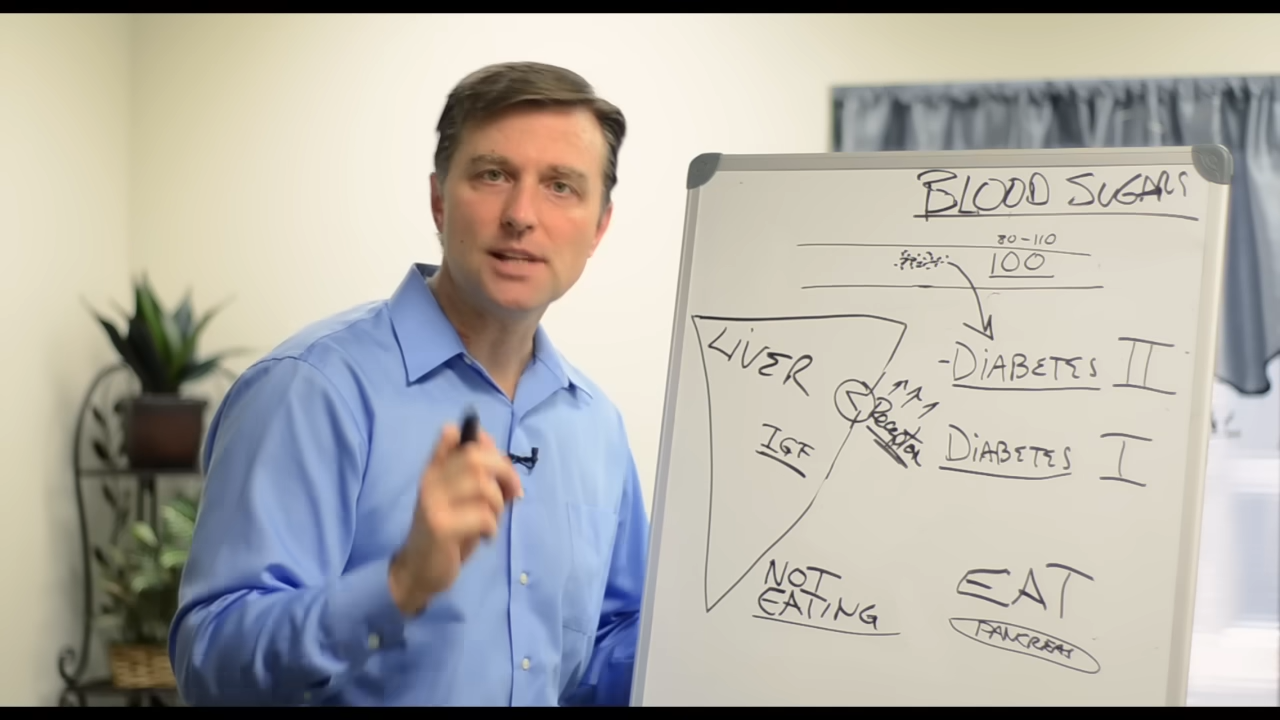 BLOOD SUGARS
80-110
100
LIVER
-DIABETES II
Receptor
IGF
DIABETES I
NOT
EATING
EAT
PANCREAS